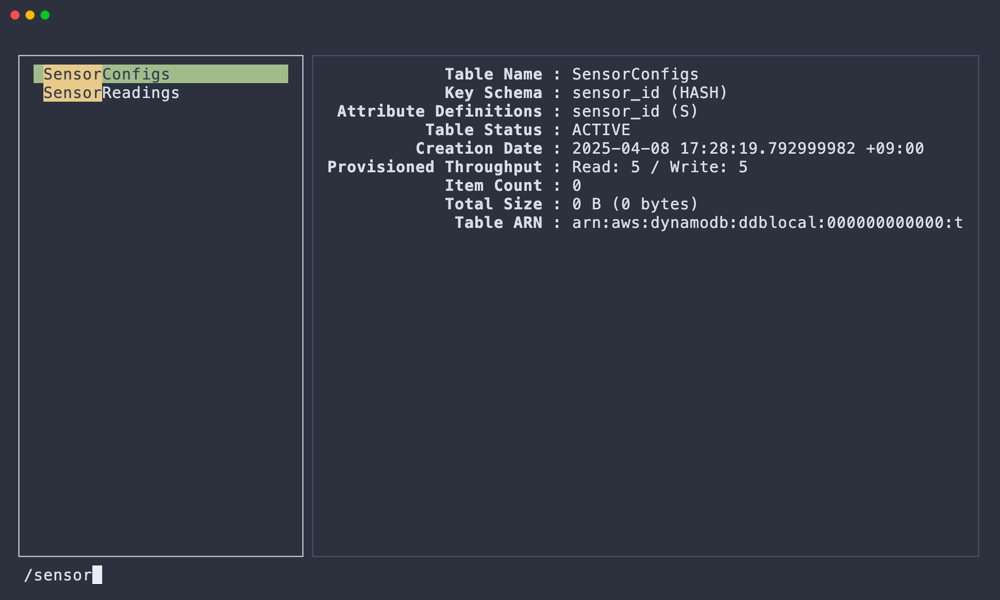 SensorConfigs
SensorReadings
Table Name : SensorConfigs
Key Schema : sensor_id (HASH)
Attribute Definitions : sensor_id (S)
Table Status : ACTIVE
Creation Date : 2025-04-08 17:28:19.792999982 +09:00
Provisioned Throughput : Read: 5 / Write: 5
Item Count : 0
Total Size : 0 B (0 bytes)
Table ARN : arn:aws:dynamodb:ddblocal:000000000000:t
/sensor